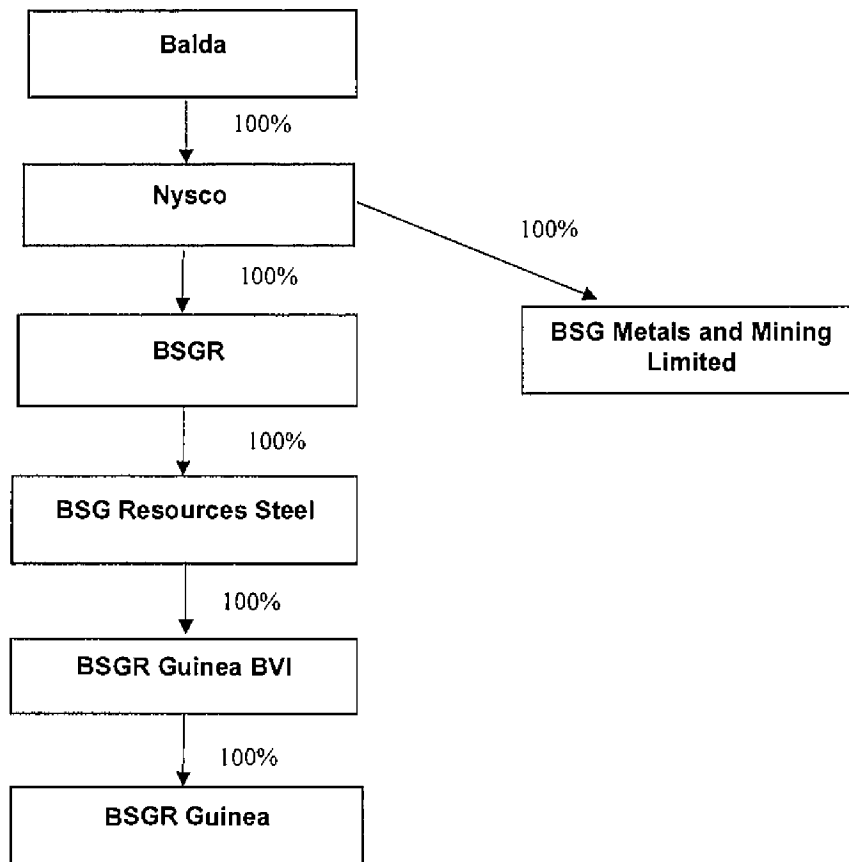 Balda
100%
Nysco
100%
100%
BSGR
BSG Metals and Mining
Limited
100%
BSG Resources Steel
100%
BSGR Guinea BVI
100%
BSGR Guinea